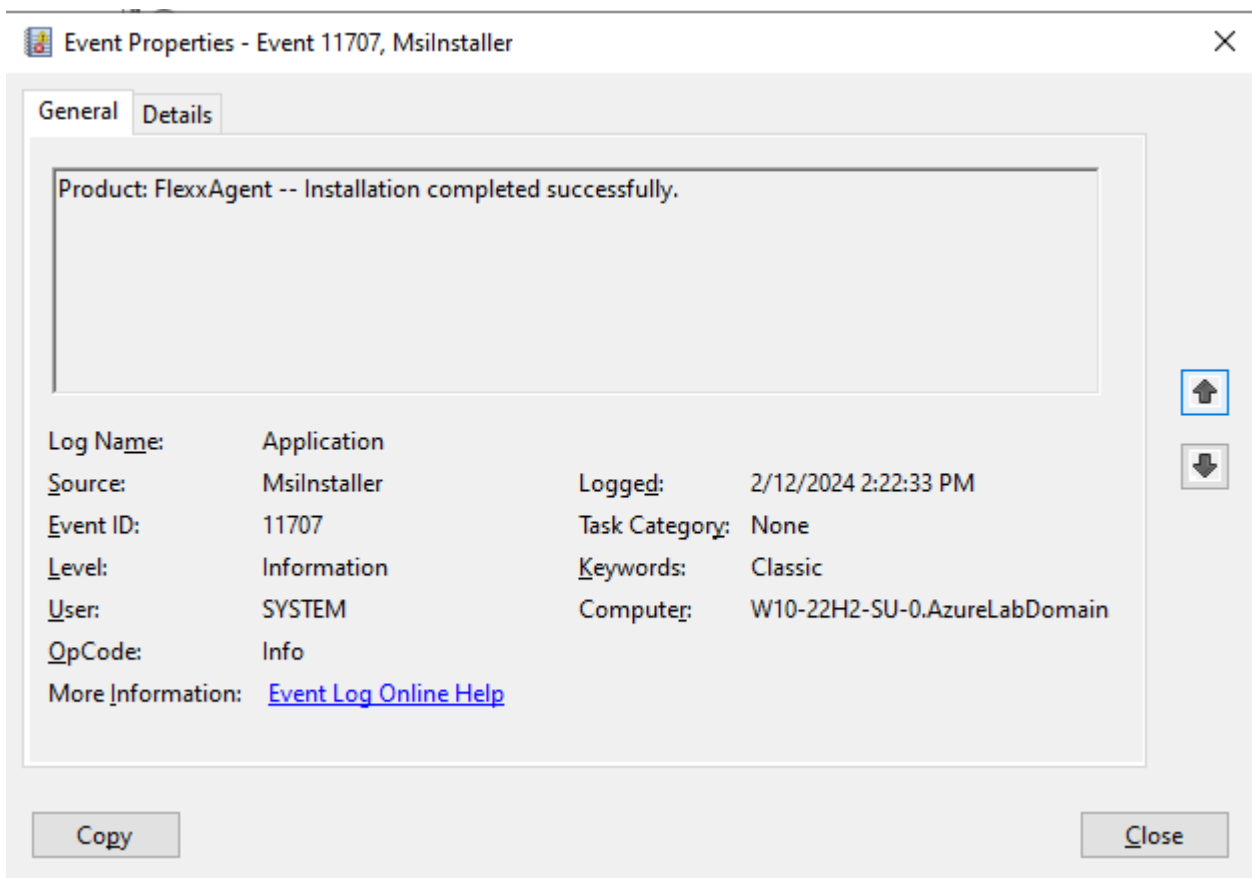 Event Properties - Event 11707, MsiInstaller
General Details
Product: FlexxAgent -- Installation completed successfully.
Log Name: Application
Source: MsiInstaller Logged: 2/12/2024 2:22:33 PM
Event ID: 11707 Task Category: None
Level: Information Keywords: Classic
User: SYSTEM Computer: W10-22H2-SU-0.AzureLabDomain
OpCode: Info
More Information: Event Log Online Help
Copy Close